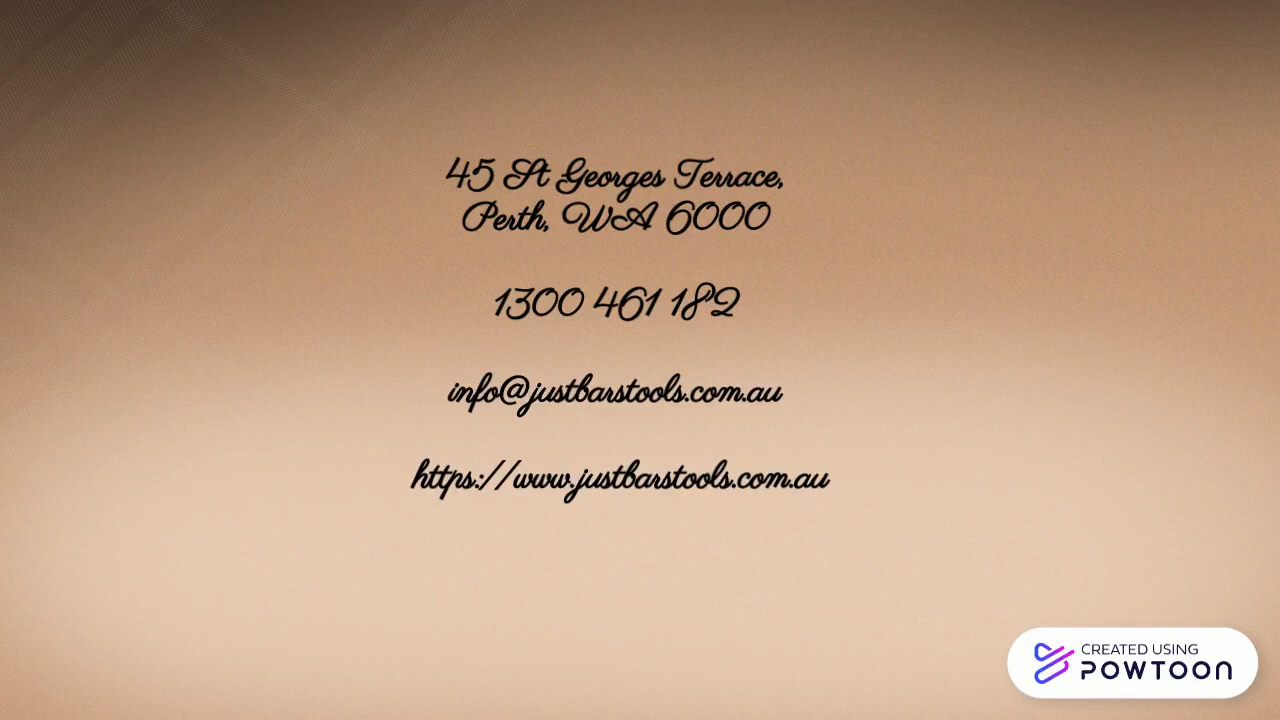 45 St Georges Terrace,
Perth, WA 6000
1300 461 182
info@justbarstools.com.au
https://www.justbarstools.com.au
CREATED USING
POWTOON